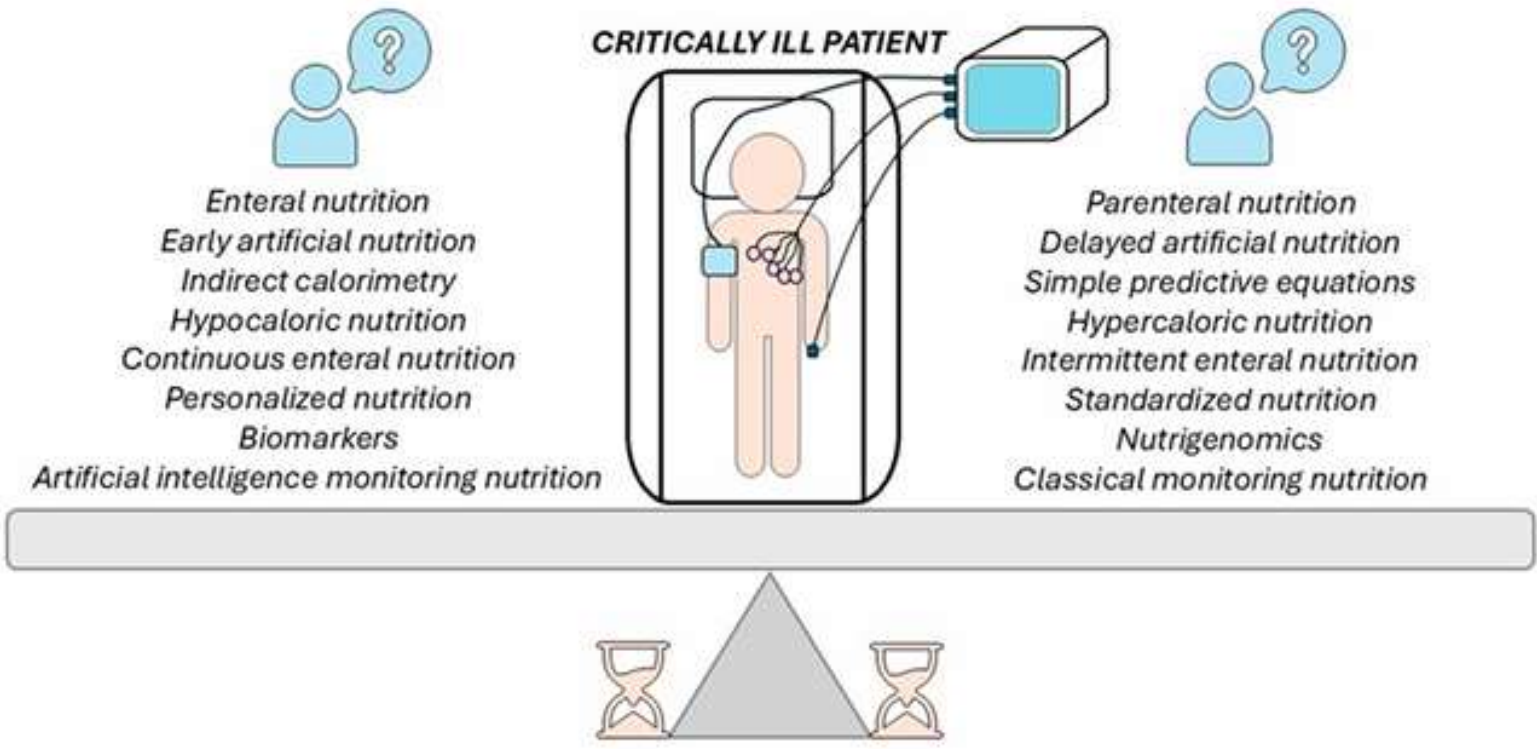 ?
?
CRITICALLY ILL PATIENT
Enteral nutrition
Early artificial nutrition
Indirect calorimetry
Hypocaloric nutrition
Continuous enteral nutrition
Personalized nutrition
Biomarkers
Artificial intelligence monitoring nutrition
Parenteral nutrition
Delayed artificial nutrition
Simple predictive equations
Hypercaloric nutrition
Intermittent enteral nutrition
Standardized nutrition
Nutrigenomics
Classical monitoring nutrition